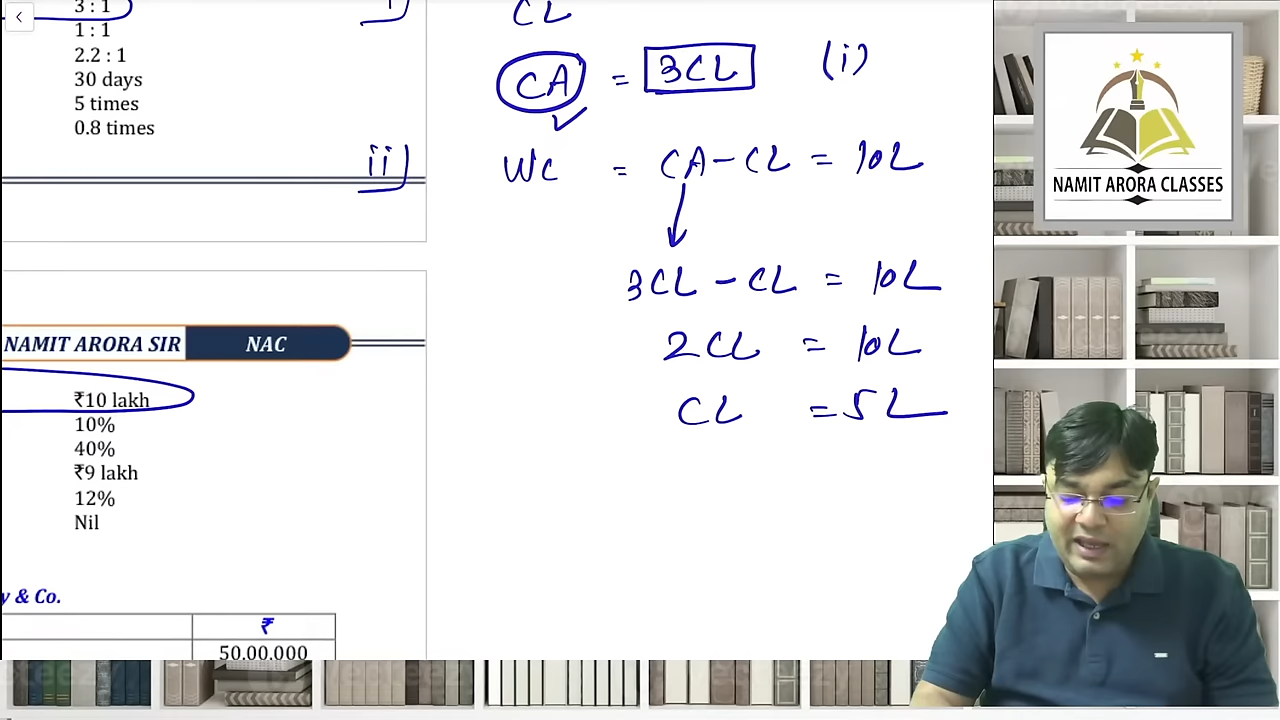 3 : 1
1 : 1
2.2 : 1
30 days
5 times
0.8 times
CL
CA = 3CL (i)
ii) WC = CA - CL = 10L
3CL - CL = 10L
2CL = 10L
CL = 5L
NAMIT ARORA SIR NAC
₹10 lakh
10%
40%
₹9 lakh
12%
Nil
y & Co.
₹
50,00,000
NAMIT ARORA CLASSES